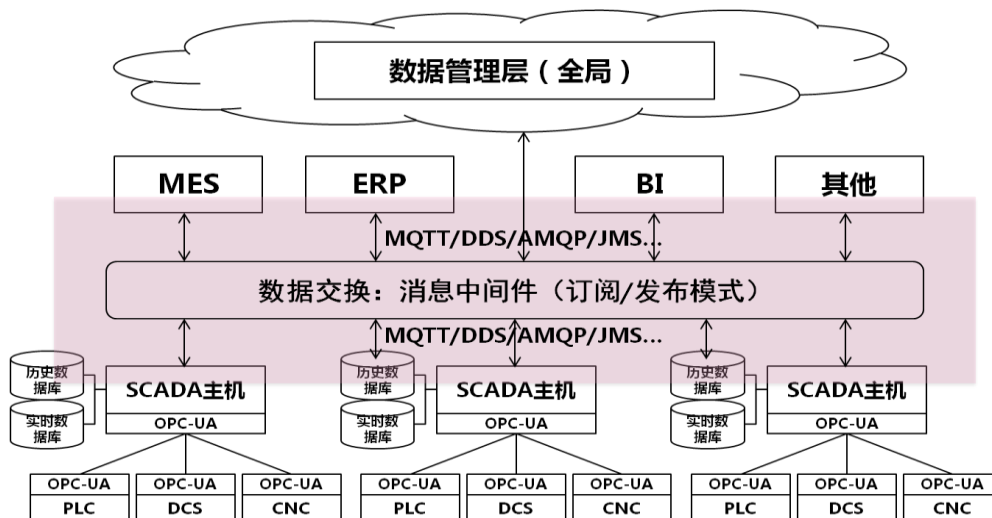 数据管理层（全局）
MES
ERP
BI
其他
MQTT/DDS/AMQP/JMS...
数据交换：消息中间件（订阅/发布模式）
MQTT/DDS/AMQP/JMS...
历史数
据库
实时数
据库
SCADA主机
OPC-UA
历史数
据库
实时数
据库
SCADA主机
OPC-UA
历史数
据库
实时数
据库
SCADA主机
OPC-UA
OPC-UA
PLC
OPC-UA
DCS
OPC-UA
CNC
OPC-UA
PLC
OPC-UA
DCS
OPC-UA
CNC
OPC-UA
PLC
OPC-UA
DCS
OPC-UA
CNC